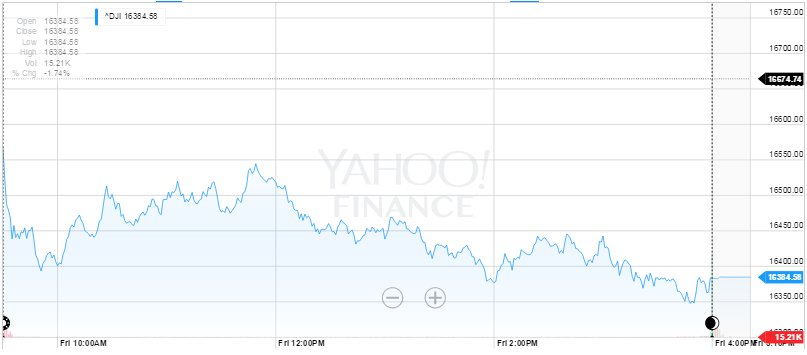 Open 16384.58
Close 16384.58
Low 16384.58
High 16384.58
Vol 15.21K
% Chg -1.74%
^DJI 16384.58
YAHOO!
FINANCE
16750.00
16700.00
16674.74
16600.00
16550.00
16500.00
16450.00
16400.00
16384.58
16350.00
15.21K
Fri 10:00AM
Fri 12:00PM
Fri 2:00PM
Fri 4:00PM